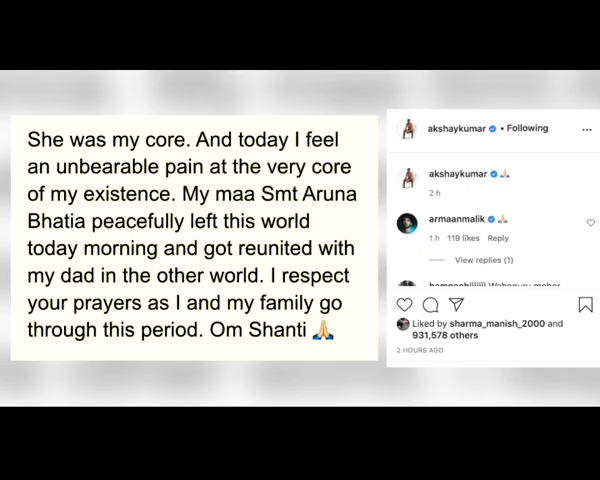 She was my core. And today I feel
an unbearable pain at the very core
of my existence. My maa Smt Aruna
Bhatia peacefully left this world
today morning and got reunited with
my dad in the other world. I respect
your prayers as I and my family go
through this period. Om Shanti 🙏
akshaykumar • Following
akshaykumar 🙏
2 h
armaanmalik 🙏
1 h 119 likes Reply
View replies (1)
Liked by sharma_manish_2000 and
931,578 others
2 HOURS AGO